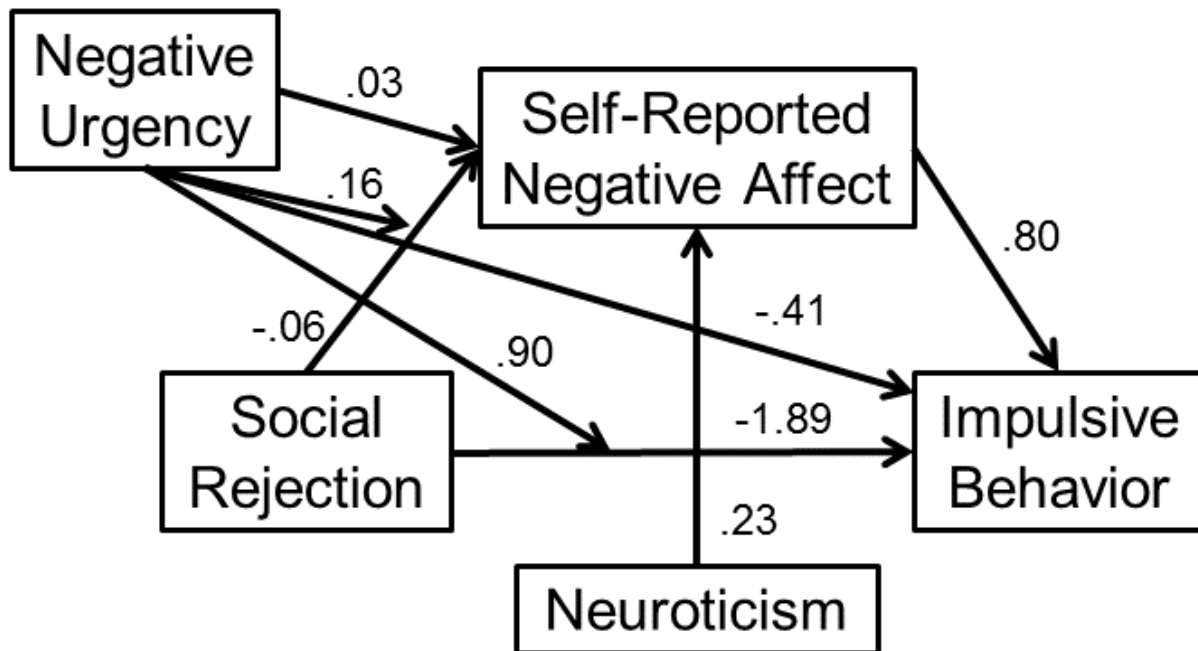 Negative
Urgency
.03
Self-Reported
Negative Affect
.16
.80
-.06
.90
-.41
Social
Rejection
-1.89
Impulsive
Behavior
.23
Neuroticism